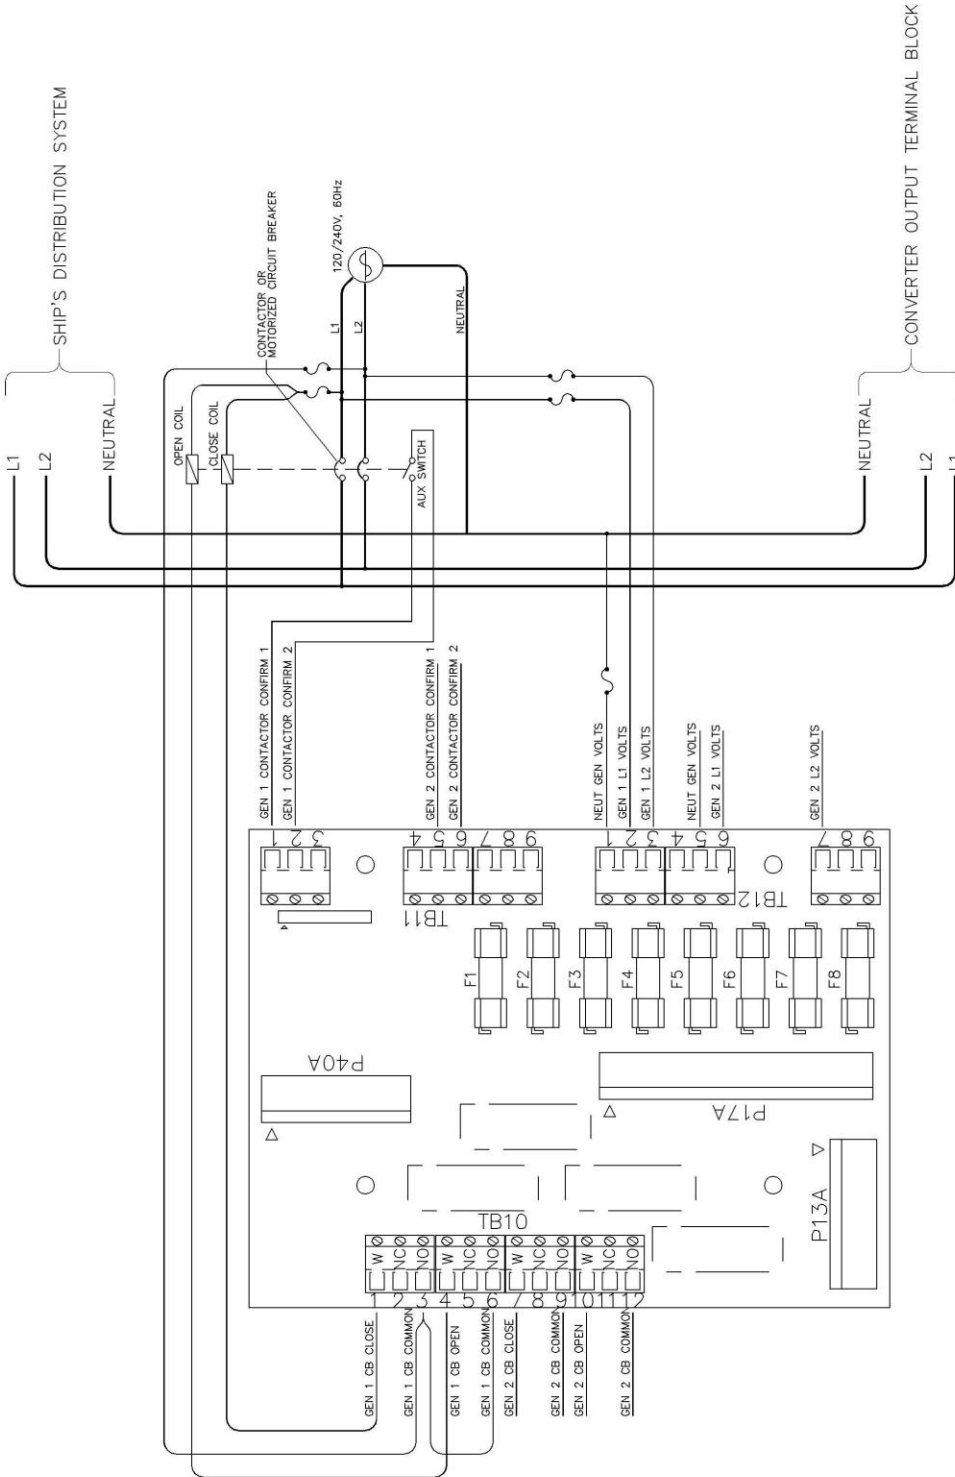 SHIP'S DISTRIBUTION SYSTEM
L1
L2
NEUTRAL
CONVERTER OUTPUT TERMINAL BLOCK
NEUTRAL
L2
L1
CONTACTOR OR
MOTORIZED CIRCUIT BREAKER
120/240V, 60Hz
L1
L2
NEUTRAL
OPEN COIL
CLOSE COIL
AUX SWITCH
GEN 1 CONTACTOR CONFIRM 1
GEN 1 CONTACTOR CONFIRM 2
GEN 2 CONTACTOR CONFIRM 1
GEN 2 CONTACTOR CONFIRM 2
NEUT GEN VOLTS
GEN 1 L1 VOLTS
GEN 1 L2 VOLTS
NEUT GEN VOLTS
GEN 2 L1 VOLTS
GEN 2 L2 VOLTS
1
2
3
4
5
6
7
8
9
1
2
3
4
5
6
7
8
9
TB11
TB12
F1
F2
F3
F4
F5
F6
F7
F8
P40A
P17A
P13A
TB10
W
NC
NO
W
NC
NO
W
NC
NO
W
NC
NO
1
2
3
4
5
6
7
8
9
10
11
12
GEN 1 CB CLOSE
GEN 1 CB COMMON
GEN 1 CB OPEN
GEN 1 CB COMMON
GEN 2 CB CLOSE
GEN 2 CB COMMON
GEN 2 CB OPEN
GEN 2 CB COMMON